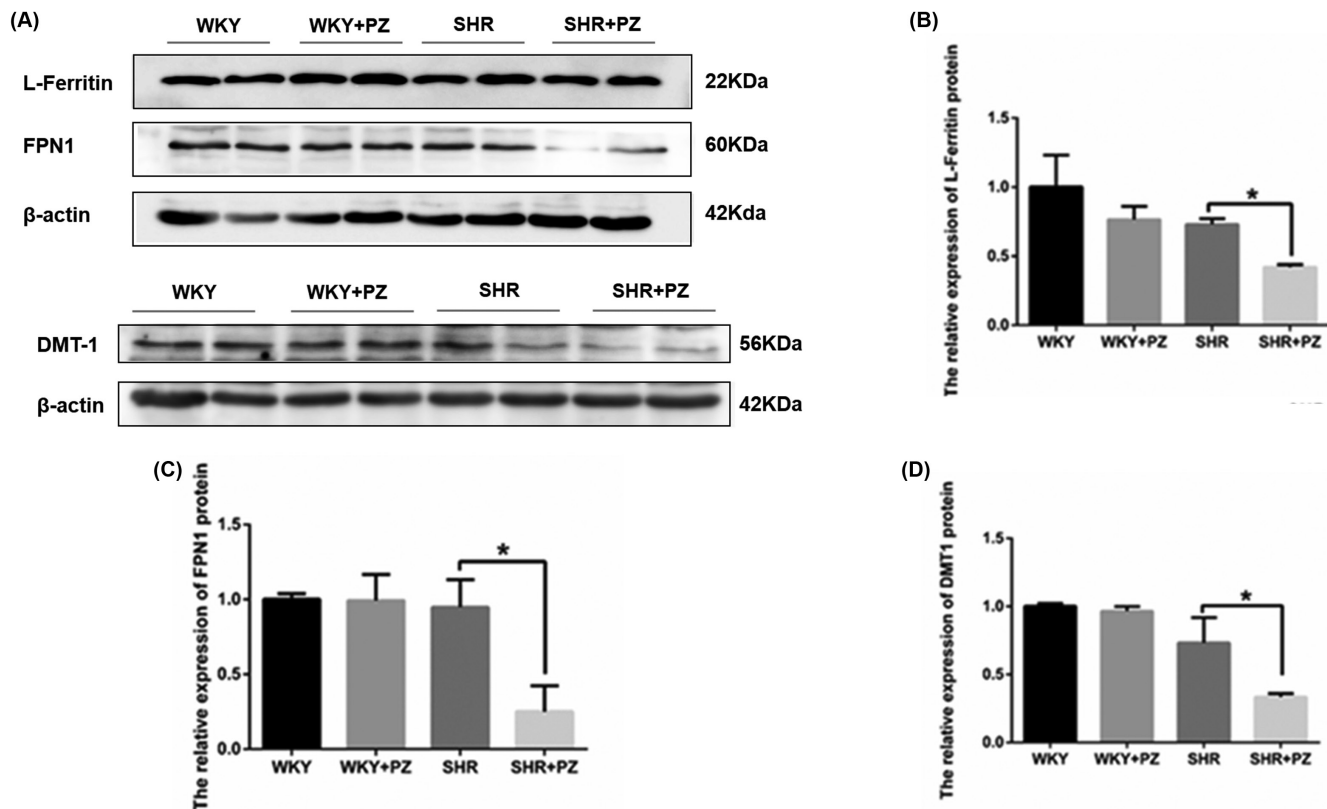 (A)
WKY WKY+PZ SHR SHR+PZ
L-Ferritin 22KDa
FPN1 60KDa
β-actin 42Kda
WKY WKY+PZ SHR SHR+PZ
DMT-1 56KDa
β-actin 42KDa
(B)
The relative expression of L-Ferritin protein
1.5
1.0
0.5
0.0
*
WKY WKY+PZ SHR SHR+PZ
(C)
The relative expression of FPN1 protein
1.5
1.0
0.5
0.0
*
WKY WKY+PZ SHR SHR+PZ
(D)
The relative expression of DMT1 protein
1.5
1.0
0.5
0.0
*
WKY WKY+PZ SHR SHR+PZ